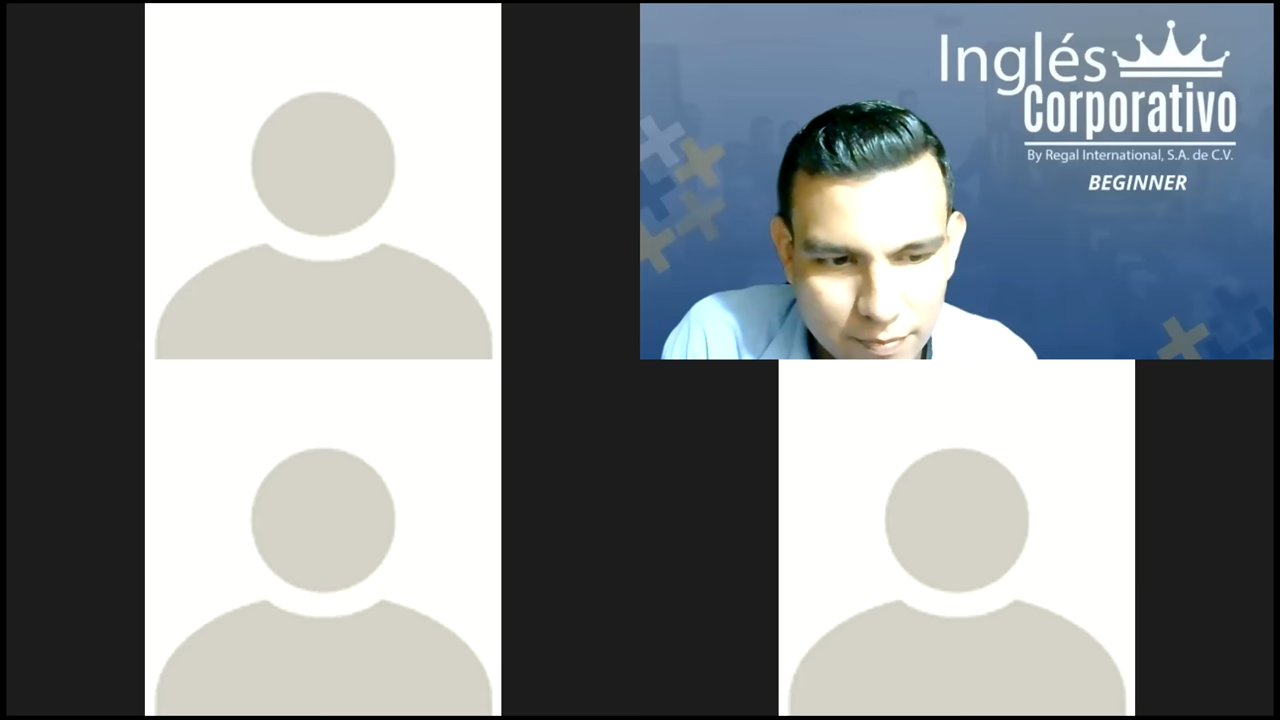 Inglés
Corporativo
By Regal International, S.A. de C.V.
BEGINNER